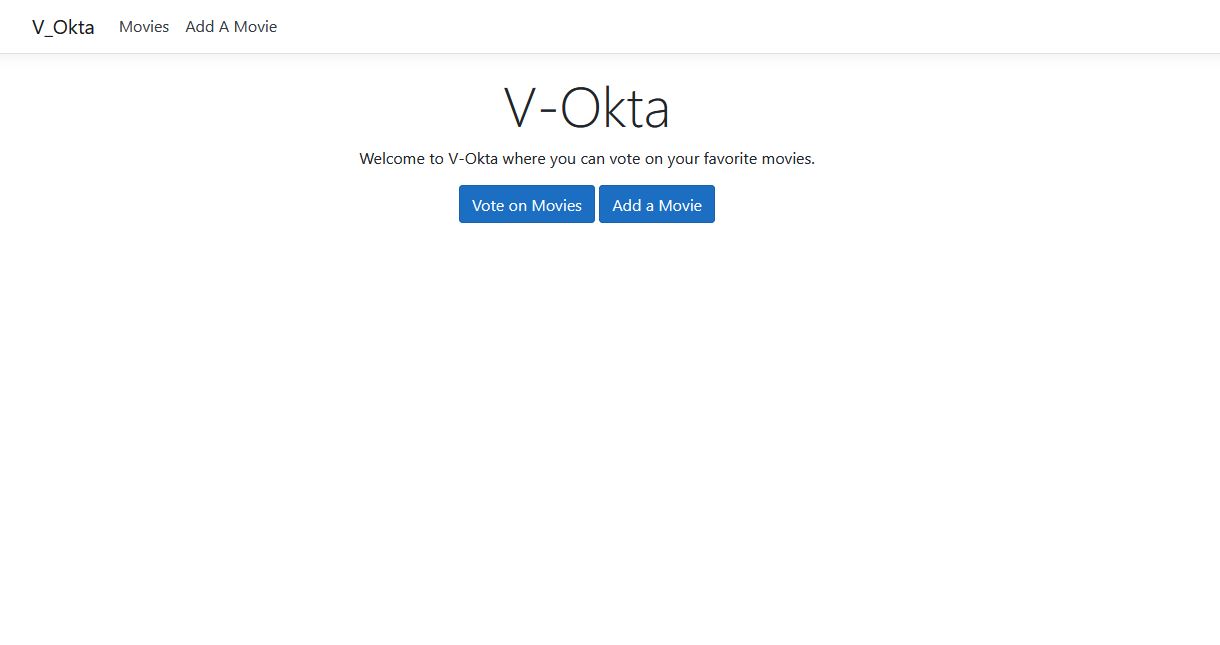 V_Okta Movies Add A Movie
V-Okta
Welcome to V-Okta where you can vote on your favorite movies.
Vote on Movies Add a Movie